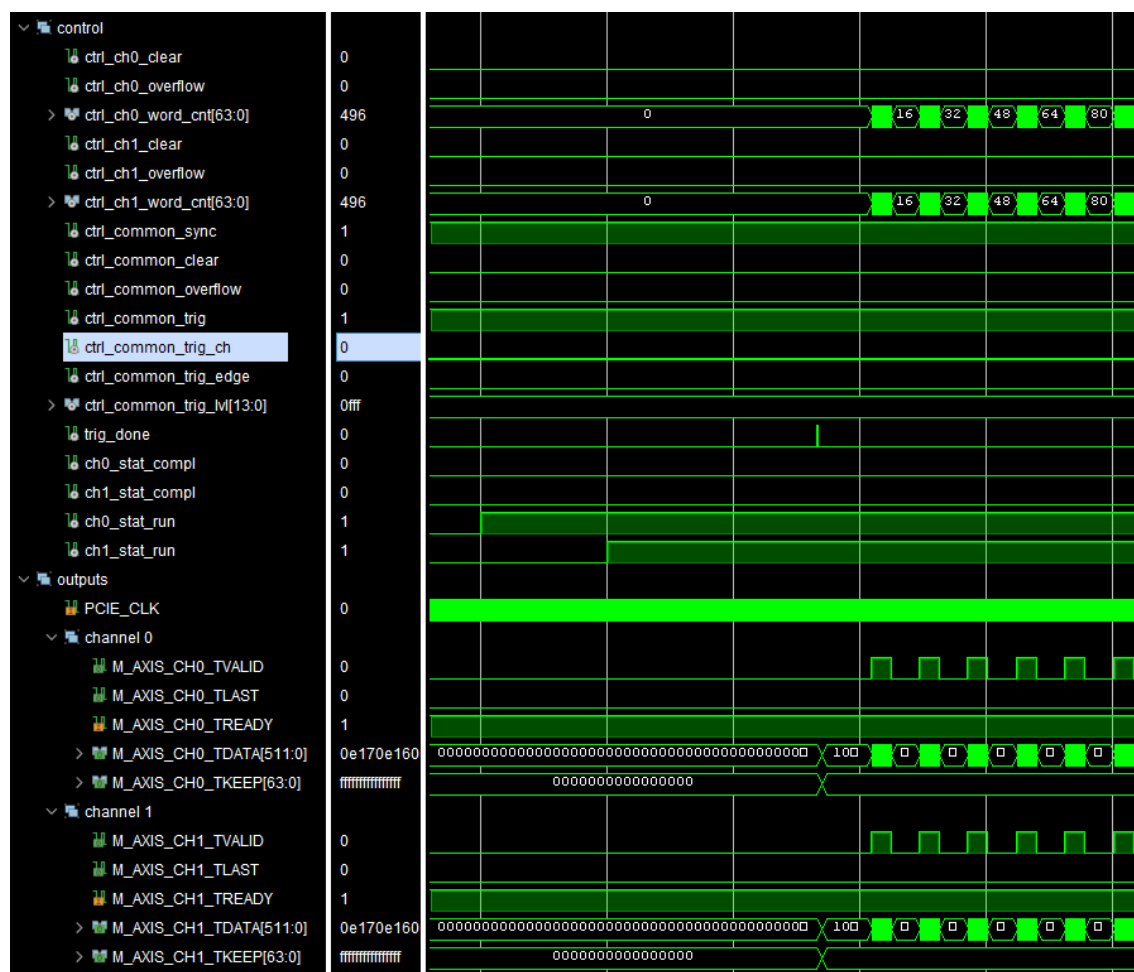 control
ctrl_ch0_clear 0
ctrl_ch0_overflow 0
ctrl_ch0_word_cnt[63:0] 496 0 16 32 48 64 80
ctrl_ch1_clear 0
ctrl_ch1_overflow 0
ctrl_ch1_word_cnt[63:0] 496 0 16 32 48 64 80
ctrl_common_sync 1
ctrl_common_clear 0
ctrl_common_overflow 0
ctrl_common_trig 1
ctrl_common_trig_ch 0
ctrl_common_trig_edge 0
ctrl_common_trig_lvl[13:0] 0fff
trig_done 0
ch0_stat_compl 0
ch1_stat_compl 0
ch0_stat_run 1
ch1_stat_run 1
outputs
PCIE_CLK 0
channel 0
M_AXIS_CH0_TVALID 0
M_AXIS_CH0_TLAST 0
M_AXIS_CH0_TREADY 1
M_AXIS_CH0_TDATA[511:0] 0e170e160 10
M_AXIS_CH0_TKEEP[63:0] ffffffffffffffff 0000000000000000
channel 1
M_AXIS_CH1_TVALID 0
M_AXIS_CH1_TLAST 0
M_AXIS_CH1_TREADY 1
M_AXIS_CH1_TDATA[511:0] 0e170e160 10
M_AXIS_CH1_TKEEP[63:0] ffffffffffffffff 0000000000000000